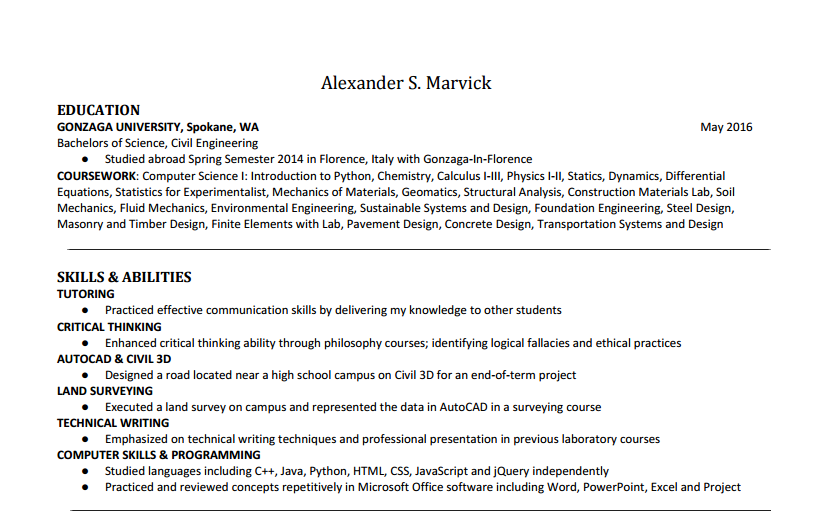 Alexander S. Marvick
EDUCATION
GONZAGA UNIVERSITY, Spokane, WA May 2016
Bachelors of Science, Civil Engineering
● Studied abroad Spring Semester 2014 in Florence, Italy with Gonzaga-In-Florence
COURSEWORK: Computer Science I: Introduction to Python, Chemistry, Calculus I-III, Physics I-II, Statics, Dynamics, Differential
Equations, Statistics for Experimentalist, Mechanics of Materials, Geomatics, Structural Analysis, Construction Materials Lab, Soil
Mechanics, Fluid Mechanics, Environmental Engineering, Sustainable Systems and Design, Foundation Engineering, Steel Design,
Masonry and Timber Design, Finite Elements with Lab, Pavement Design, Concrete Design, Transportation Systems and Design
SKILLS & ABILITIES
TUTORING
● Practiced effective communication skills by delivering my knowledge to other students
CRITICAL THINKING
● Enhanced critical thinking ability through philosophy courses; identifying logical fallacies and ethical practices
AUTOCAD & CIVIL 3D
● Designed a road located near a high school campus on Civil 3D for an end-of-term project
LAND SURVEYING
● Executed a land survey on campus and represented the data in AutoCAD in a surveying course
TECHNICAL WRITING
● Emphasized on technical writing techniques and professional presentation in previous laboratory courses
COMPUTER SKILLS & PROGRAMMING
● Studied languages including C++, Java, Python, HTML, CSS, JavaScript and jQuery independently
● Practiced and reviewed concepts repetitively in Microsoft Office software including Word, PowerPoint, Excel and Project